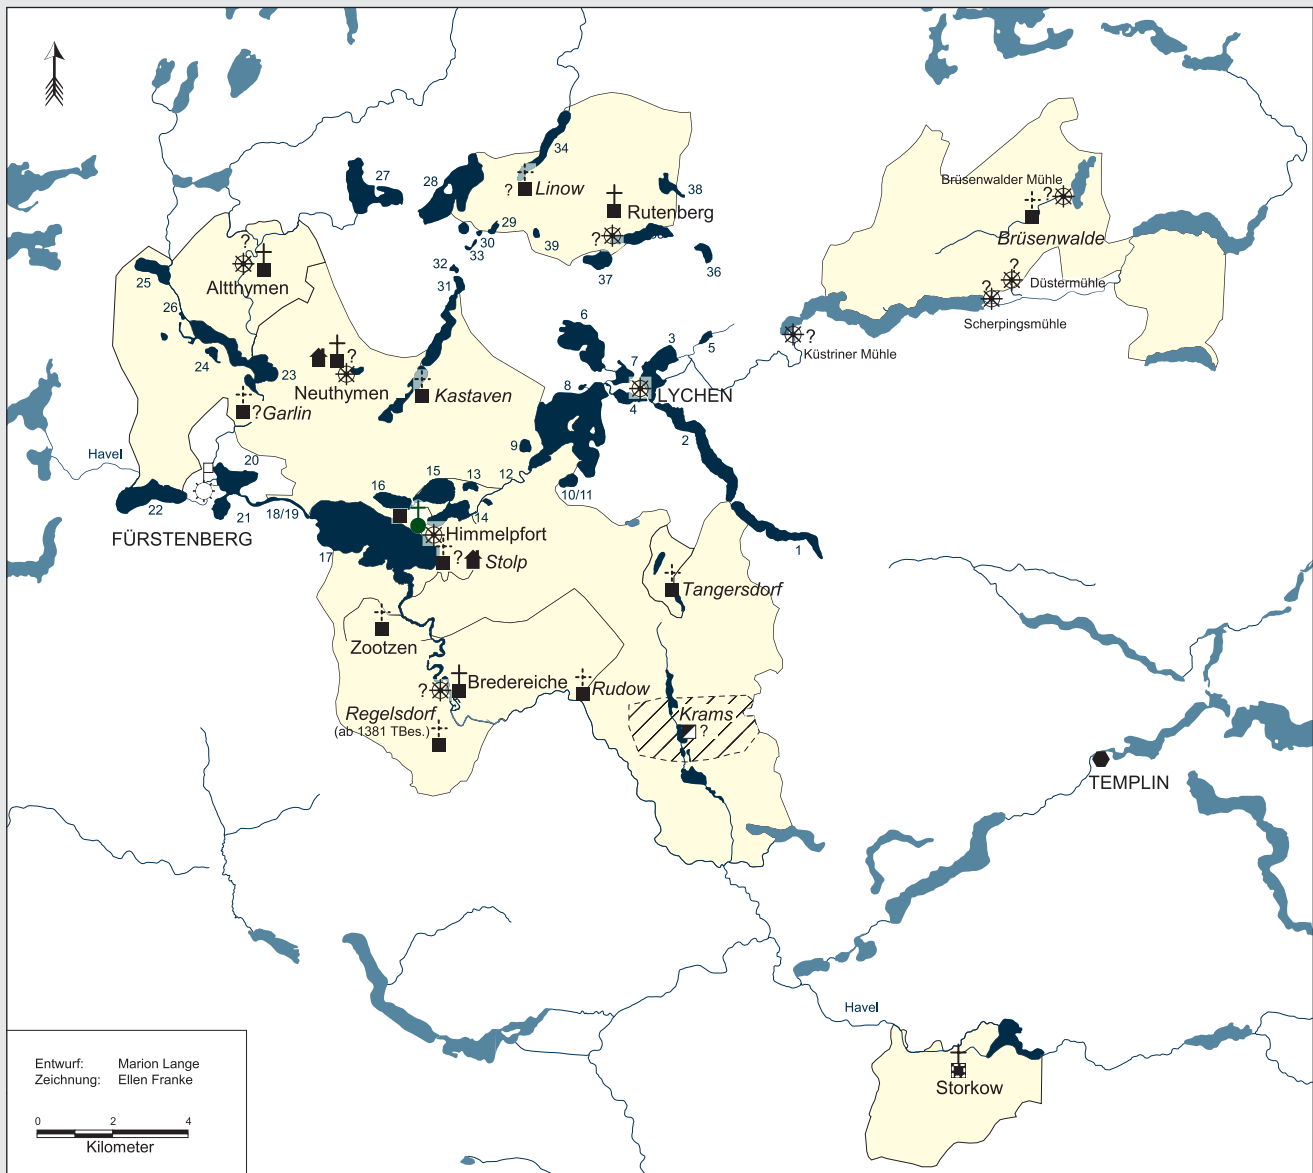 34
27
28
? Linow
38
Rutenberg
Brüsenwalder Mühle
?
Brüsenwalde
29
30
39
33
?
36
37
32
31
?
Altthymen
25
26
?
?
Düstermühle
Scherpingsmühle
6
3
5
7
8
?
Küstriner Mühle
24
23
?
Neuthymen
Kastaven
4
LYCHEN
? Garlin
2
Havel
9
20
15
13
12
16
10/11
22
21
18/19
14
FÜRSTENBERG
17
Himmelpfort
? Stolp
1
Tangersdorf
Zootzen
Bredereiche
?
Rudow
Regelsdorf
(ab 1381 TBes.)
Krams
?
TEMPLIN
Havel
Storkow
Entwurf: Marion Lange
Zeichnung: Ellen Franke
0 2 4
Kilometer